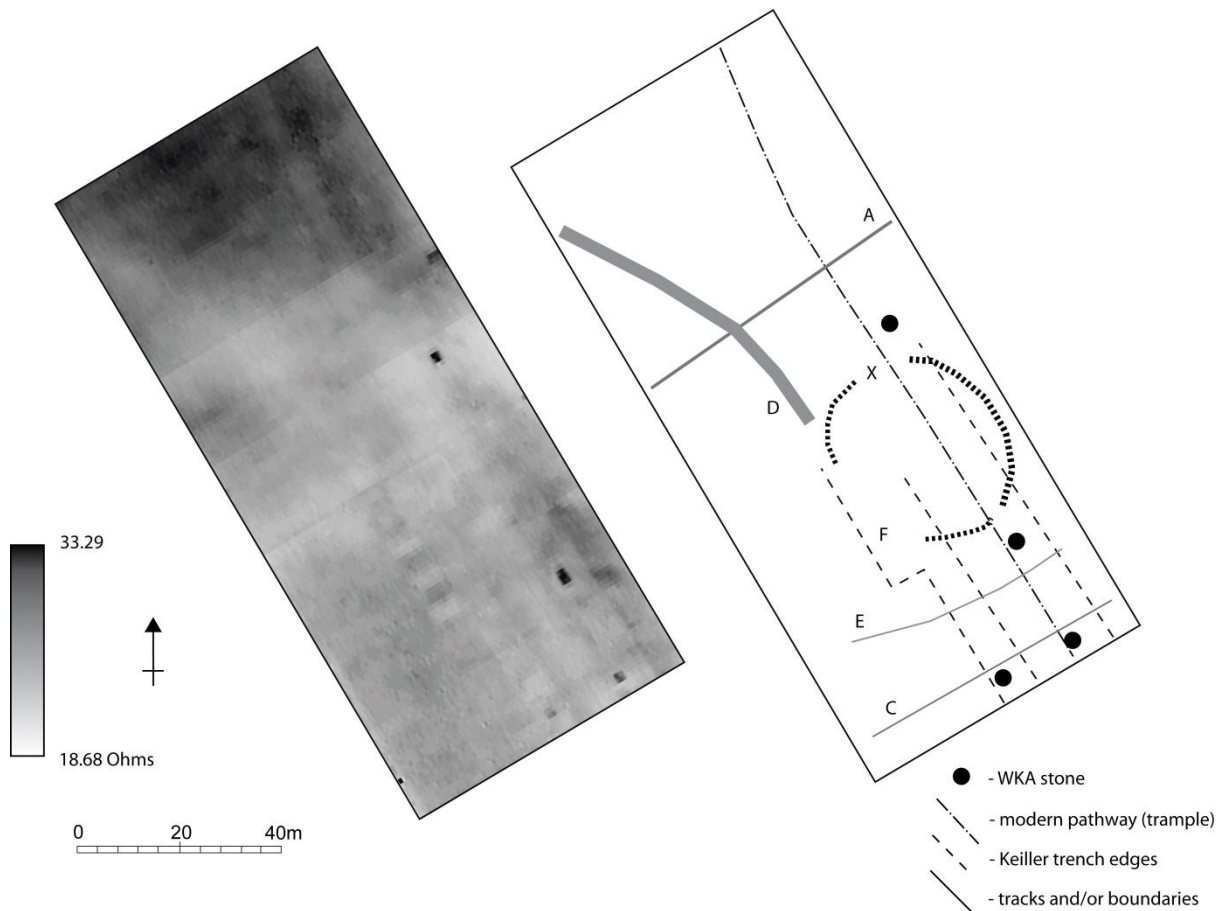 33.29
18.68 Ohms
0 20 40m
A
X
D
F
E
C
- WKA stone
- modern pathway (trample)
- Keiller trench edges
- tracks and/or boundaries